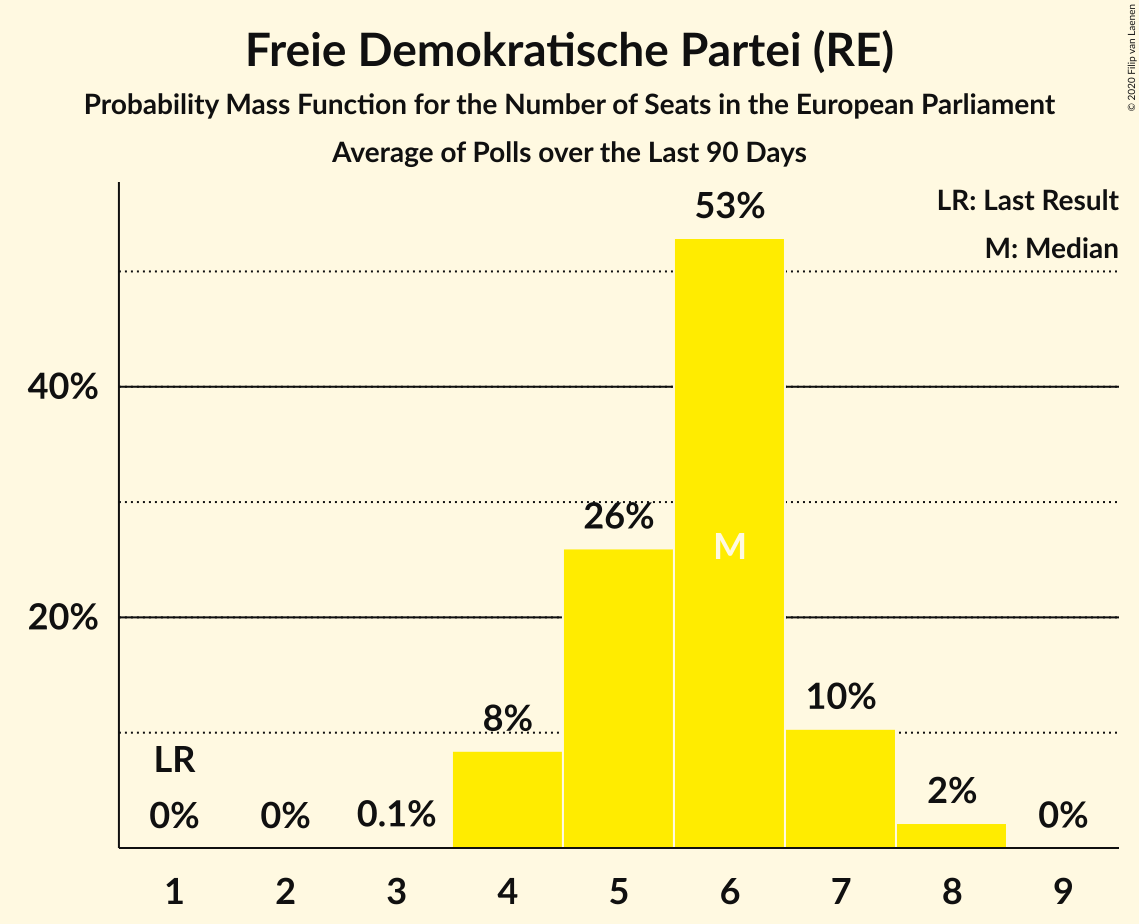 Freie Demokratische Partei (RE)
Probability Mass Function for the Number of Seats in the European Parliament
Average of Polls over the Last 90 Days
© 2020 Filip van Laenen
LR: Last Result
M: Median
53%
40%
26%
M
20%
10%
8%
LR
2%
0%
0%
0.1%
0%
1
2
3
4
5
6
7
8
9